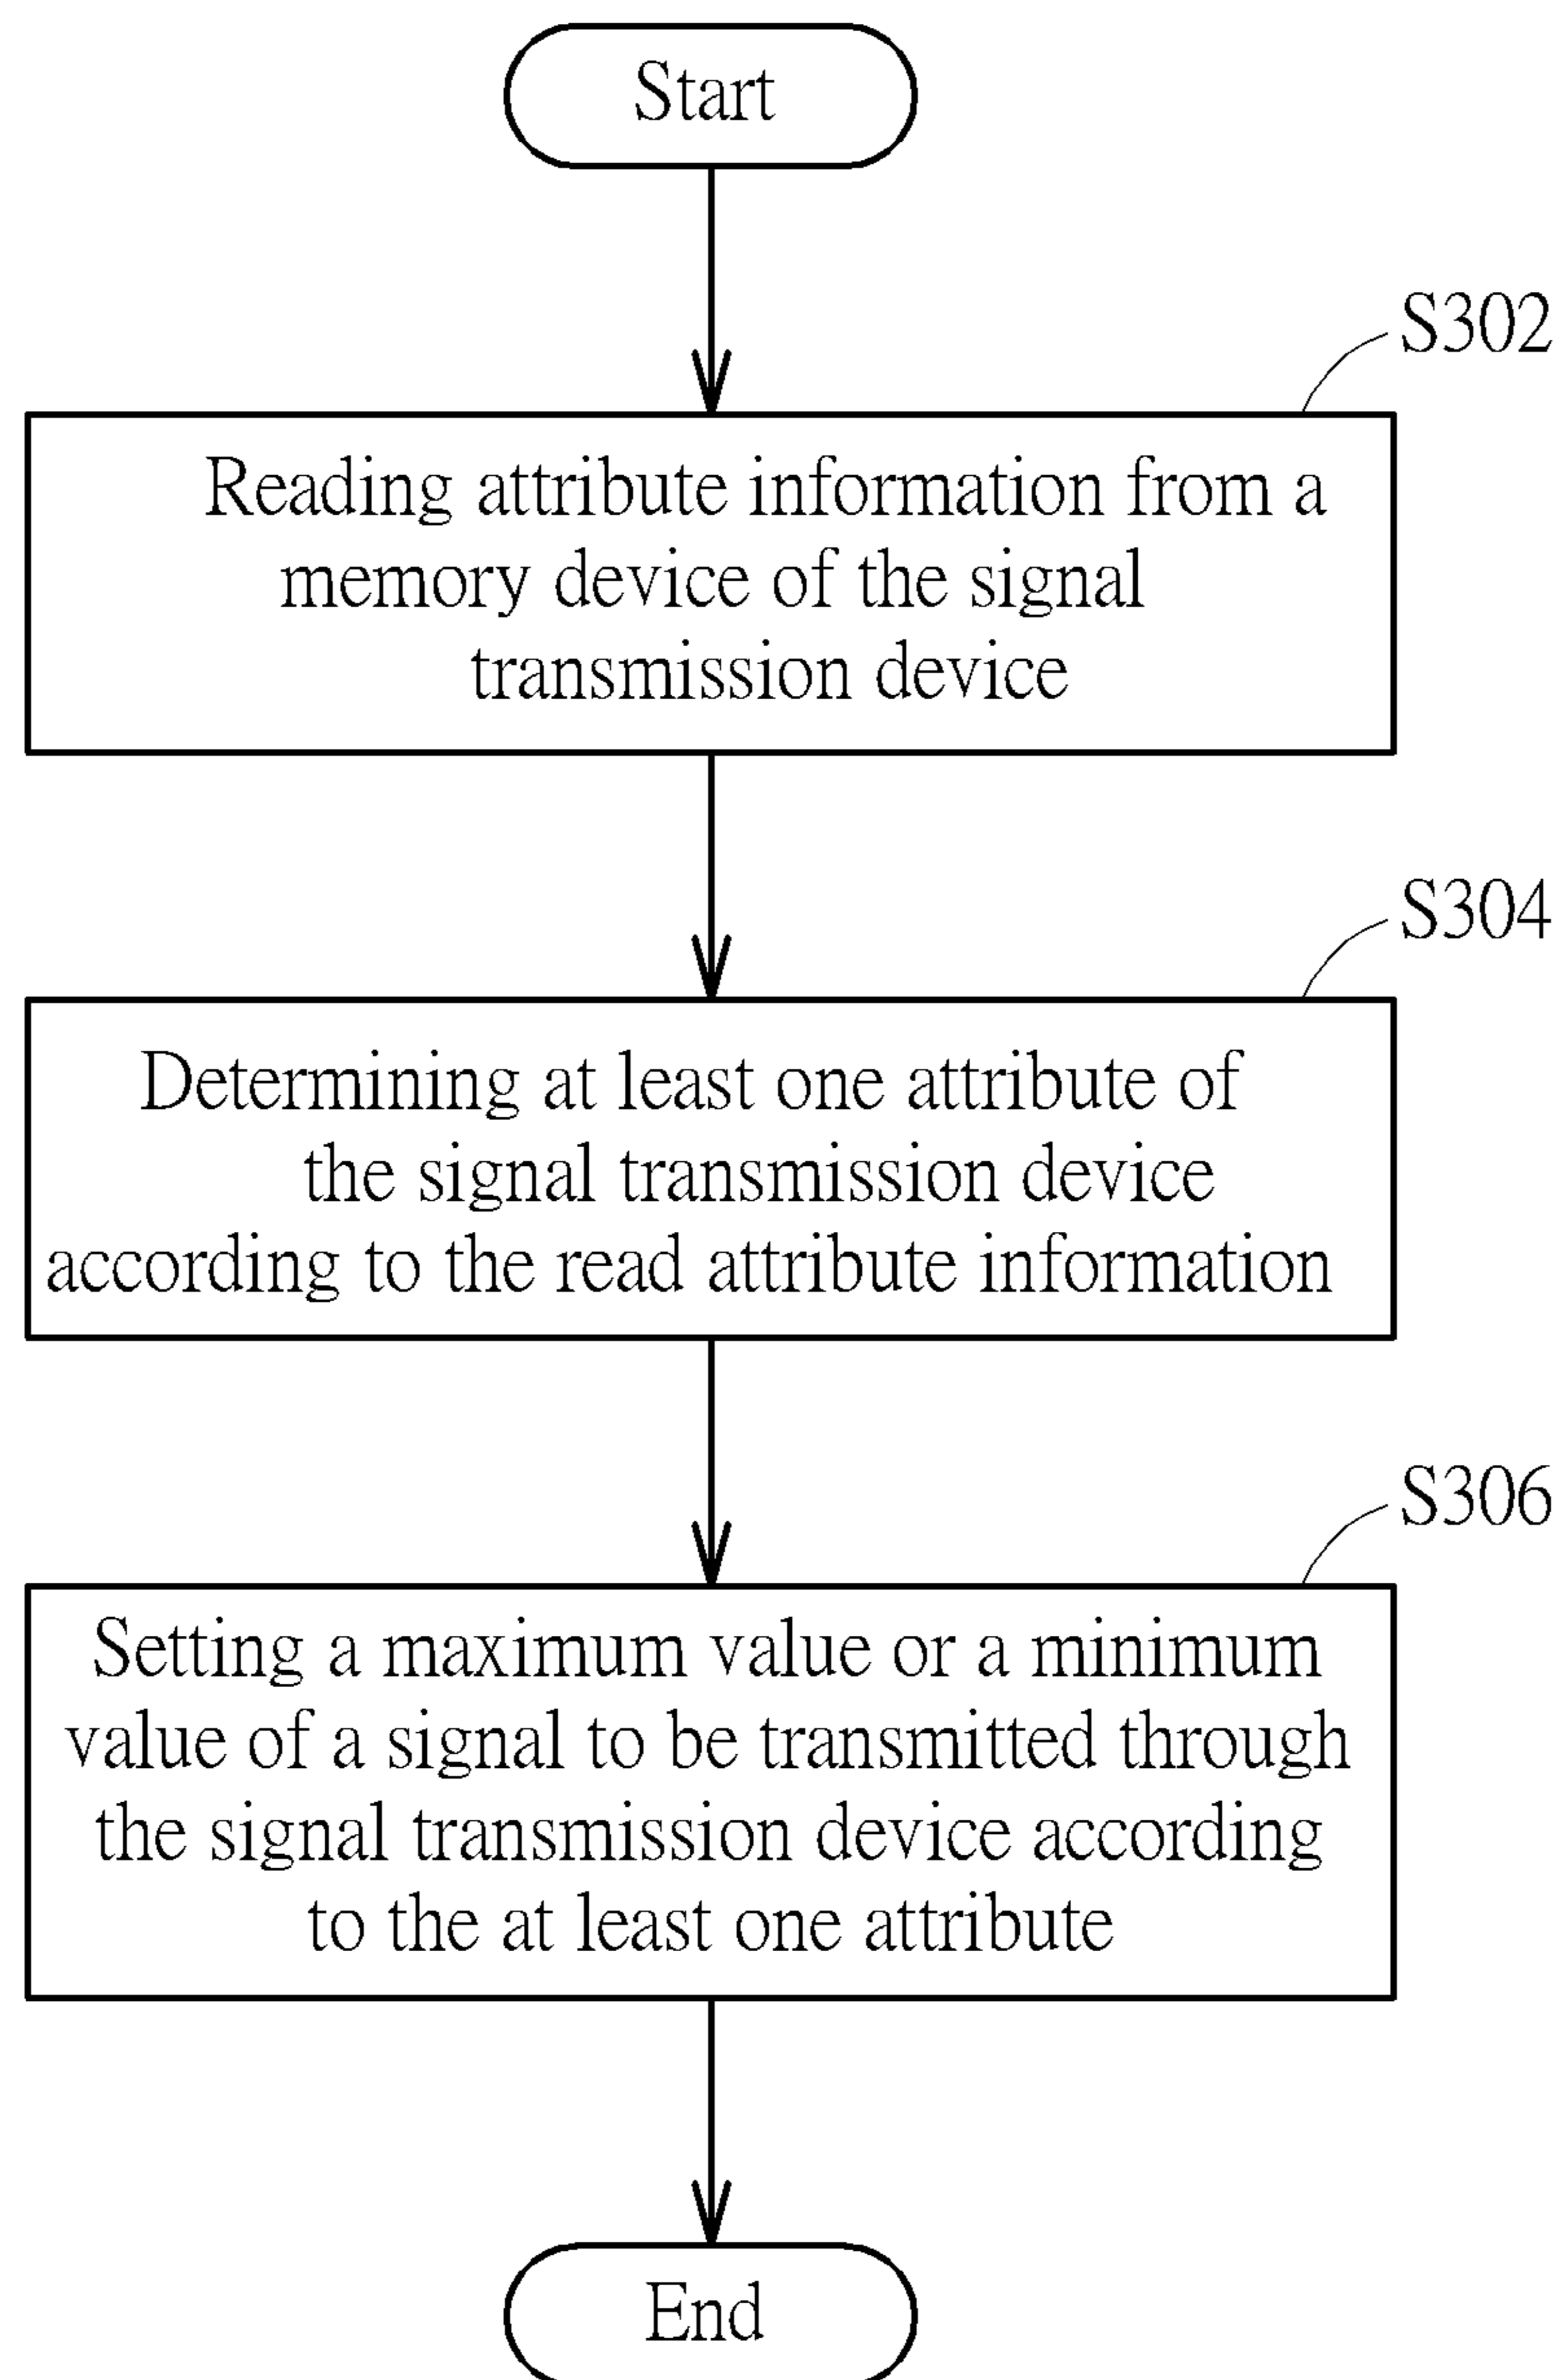 Start
S302
Reading attribute information from a
memory device of the signal
transmission device
S304
Determining at least one attribute of
the signal transmission device
according to the read attribute information
S306
Setting a maximum value or a minimum
value of a signal to be transmitted through
the signal transmission device according
to the at least one attribute
End